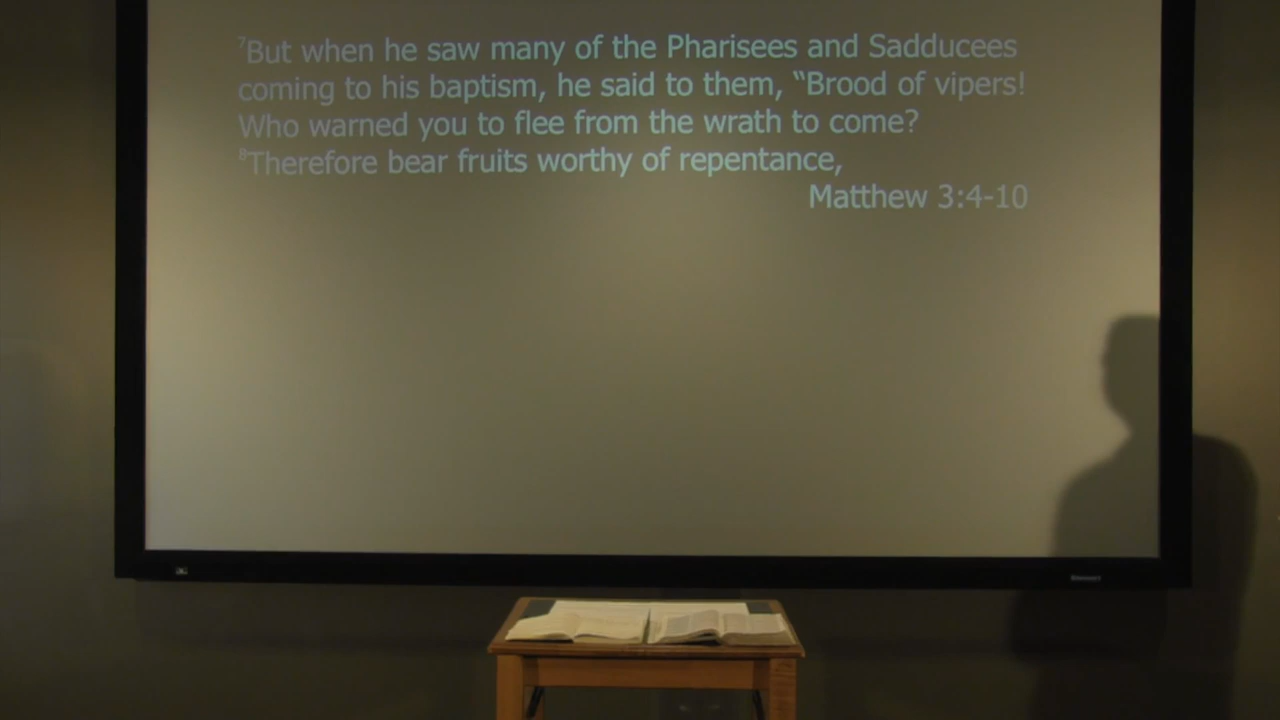 ⁷But when he saw many of the Pharisees and Sadducees
coming to his baptism, he said to them, “Brood of vipers!
Who warned you to flee from the wrath to come?
⁸Therefore bear fruits worthy of repentance,
Matthew 3:4-10